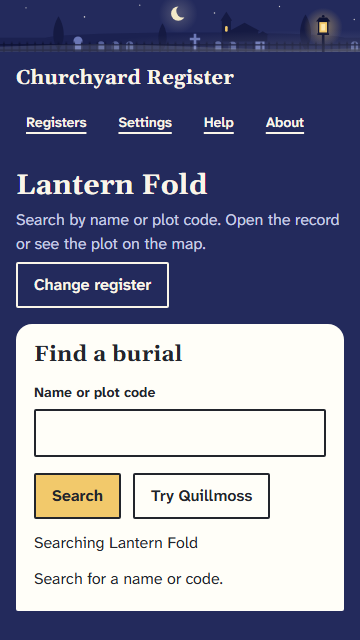 Churchyard Register
Registers Settings Help About
Lantern Fold
Search by name or plot code. Open the record
or see the plot on the map.
Change register
Find a burial
Name or plot code
Search Try Quillmoss
Searching Lantern Fold
Search for a name or code.